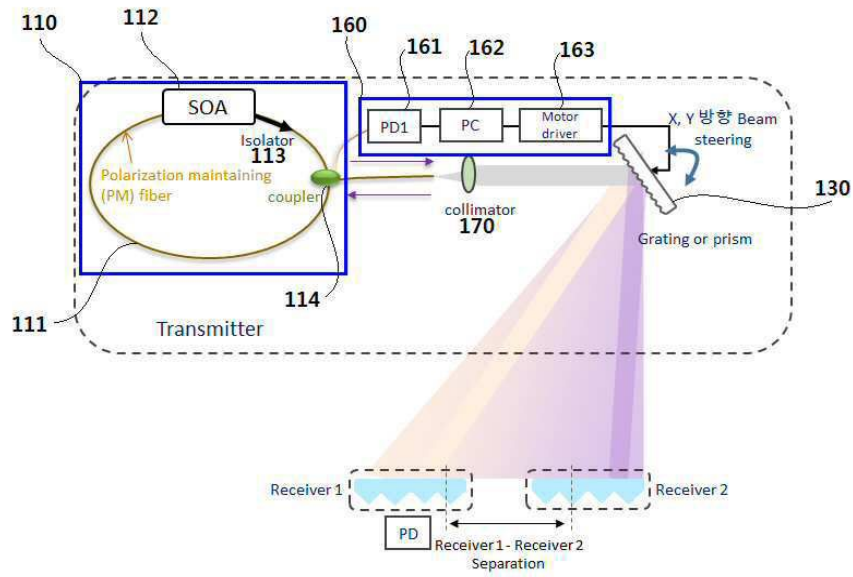 110
112
160
161
162
163
SOA
PD1
PC
Motor
driver
X, Y 방향 Beam
steering
Isolator
113
Polarization maintaining
(PM) fiber
coupler
collimator
170
130
Grating or prism
114
111
Transmitter
Receiver 1
Receiver 2
PD
Receiver 1 - Receiver 2
Separation